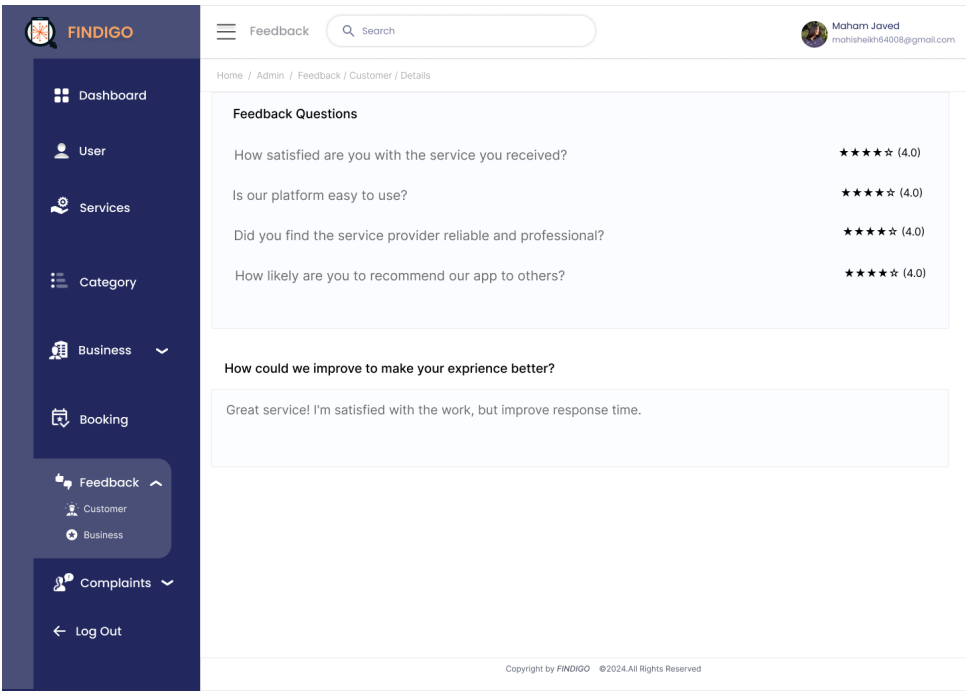 FINDIGO
Feedback
Search
Maham Javed
mahisheikh64008@gmail.com
Home / Admin / Feedback / Customer / Details
Dashboard
User
Services
Category
Business
Booking
Feedback
Customer
Business
Complaints
Log Out
Feedback Questions
How satisfied are you with the service you received? ★★★★☆ (4.0)
Is our platform easy to use? ★★★★☆ (4.0)
Did you find the service provider reliable and professional? ★★★★☆ (4.0)
How likely are you to recommend our app to others? ★★★★☆ (4.0)
How could we improve to make your exprience better?
Great service! I'm satisfied with the work, but improve response time.
Copyright by FINDIGO ©2024.All Rights Reserved